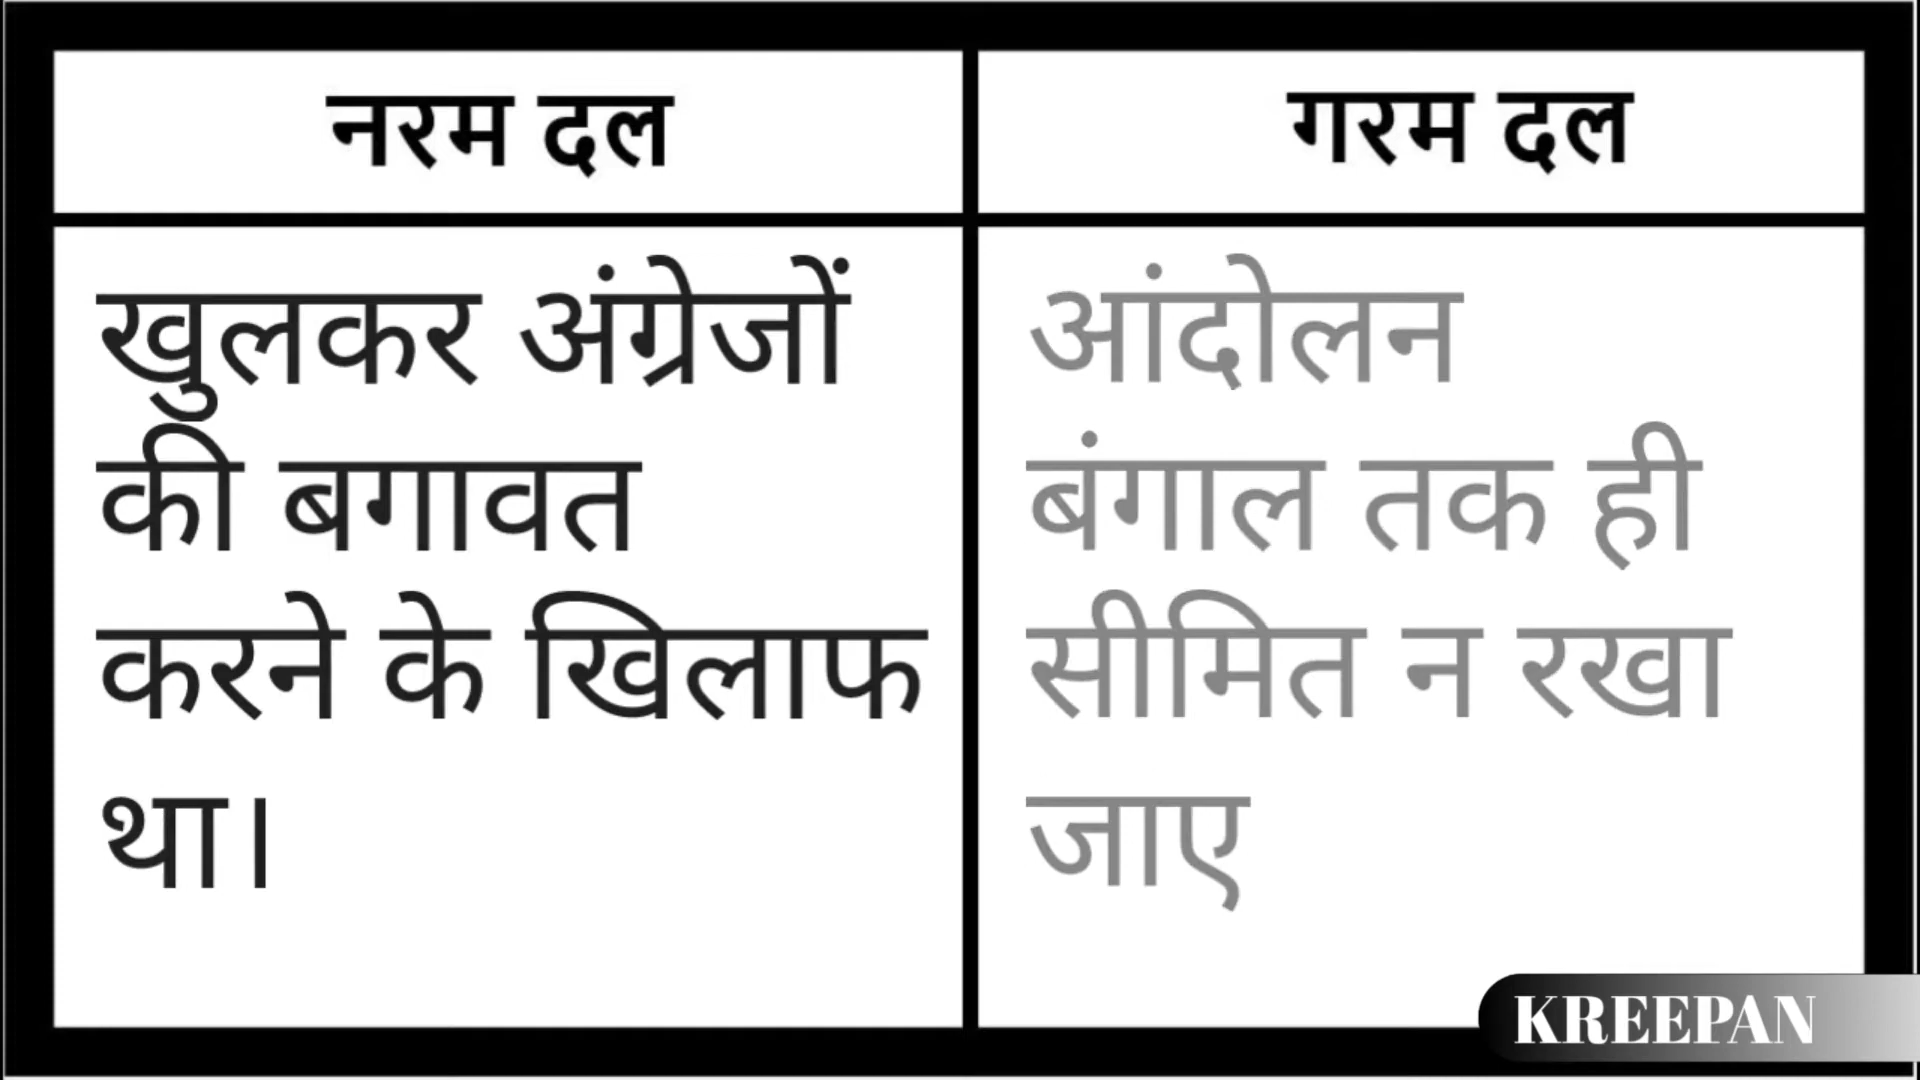 नरम दल
गरम दल
खुलकर अंग्रेजों
की बगावत
करने के खिलाफ
था।
आंदोलन
बंगाल तक ही
सीमित न रखा
जाए
KREEPAN